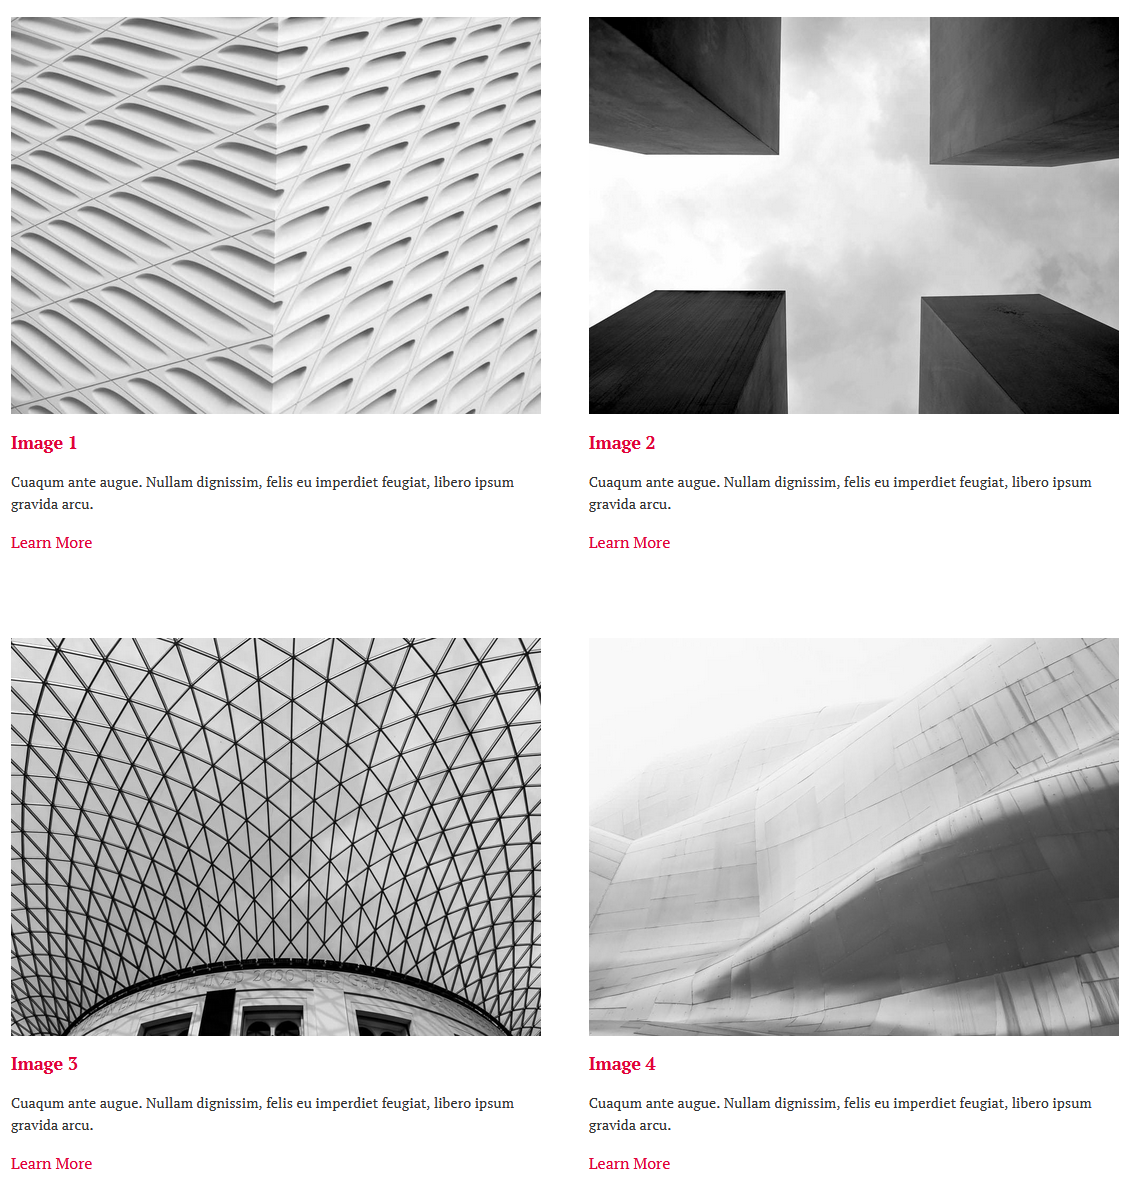 Image 1
Cuaqum ante augue. Nullam dignissim, felis eu imperdiet feugiat, libero ipsum
gravida arcu.
Learn More
Image 2
Cuaqum ante augue. Nullam dignissim, felis eu imperdiet feugiat, libero ipsum
gravida arcu.
Learn More
Image 3
Cuaqum ante augue. Nullam dignissim, felis eu imperdiet feugiat, libero ipsum
gravida arcu.
Learn More
Image 4
Cuaqum ante augue. Nullam dignissim, felis eu imperdiet feugiat, libero ipsum
gravida arcu.
Learn More